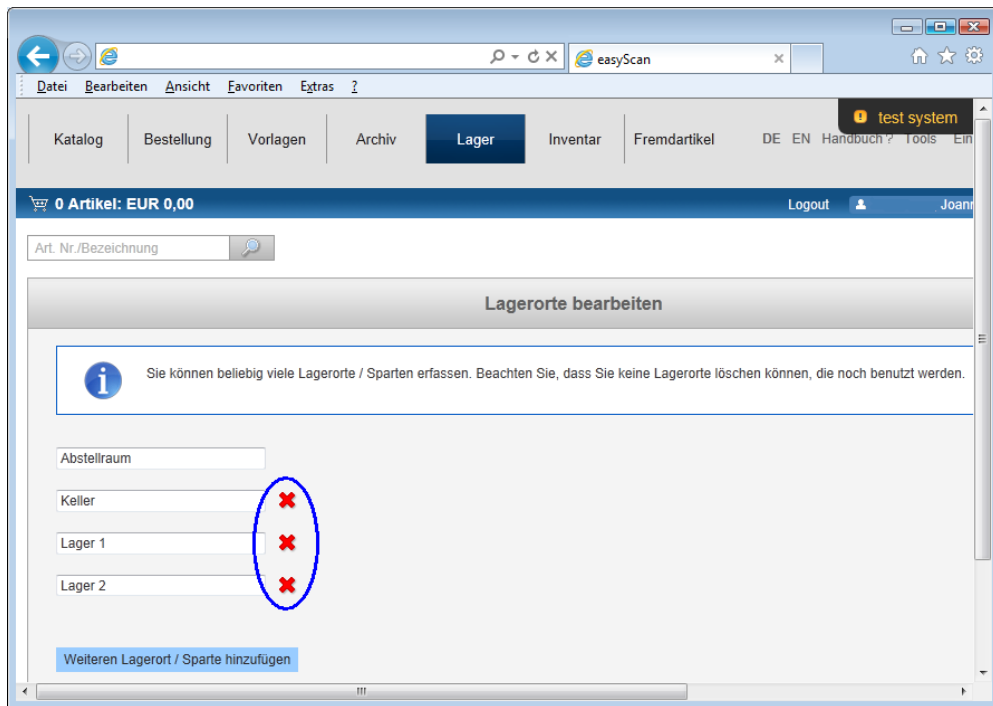 easyScan
Datei Bearbeiten Ansicht Favoriten Extras ?
test system
Katalog Bestellung Vorlagen Archiv Lager Inventar Fremdartikel DE EN Handbuch ? Tools Ein
0 Artikel: EUR 0,00 Logout Joann
Art. Nr./Bezeichnung
Lagerorte bearbeiten
Sie können beliebig viele Lagerorte / Sparten erfassen. Beachten Sie, dass Sie keine Lagerorte löschen können, die noch benutzt werden.
Abstellraum
Keller
Lager 1
Lager 2
Weiteren Lagerort / Sparte hinzufügen